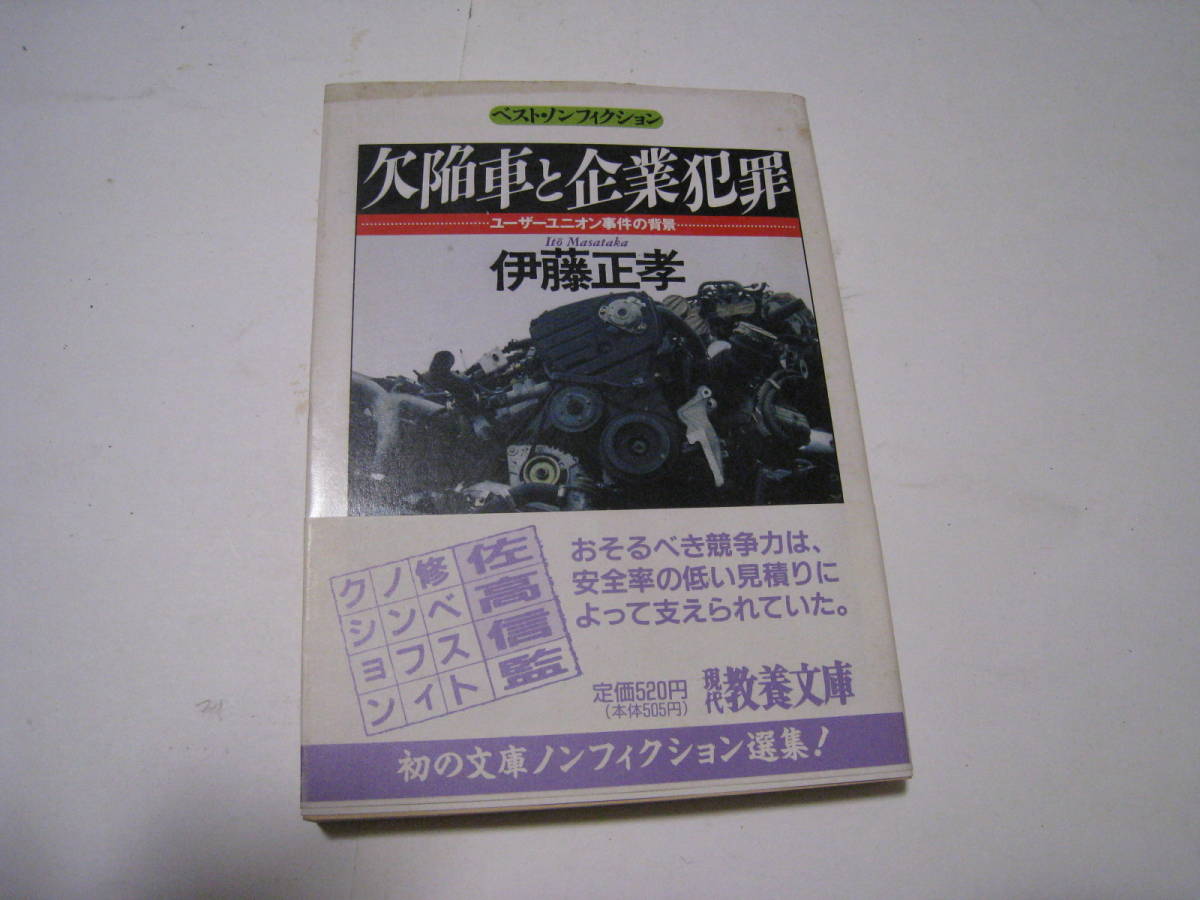 ベスト・ノンフィクション
欠陥車と企業犯罪
ユーザーユニオン事件の背景
Itō Masataka
伊藤正孝
佐高信監
修ベスト
ノンフィ
クション
おそるべき競争力は、
安全率の低い見積りに
よって支えられていた。
定価520円
(本体505円)
現代教養文庫
初の文庫ノンフィクション選集!